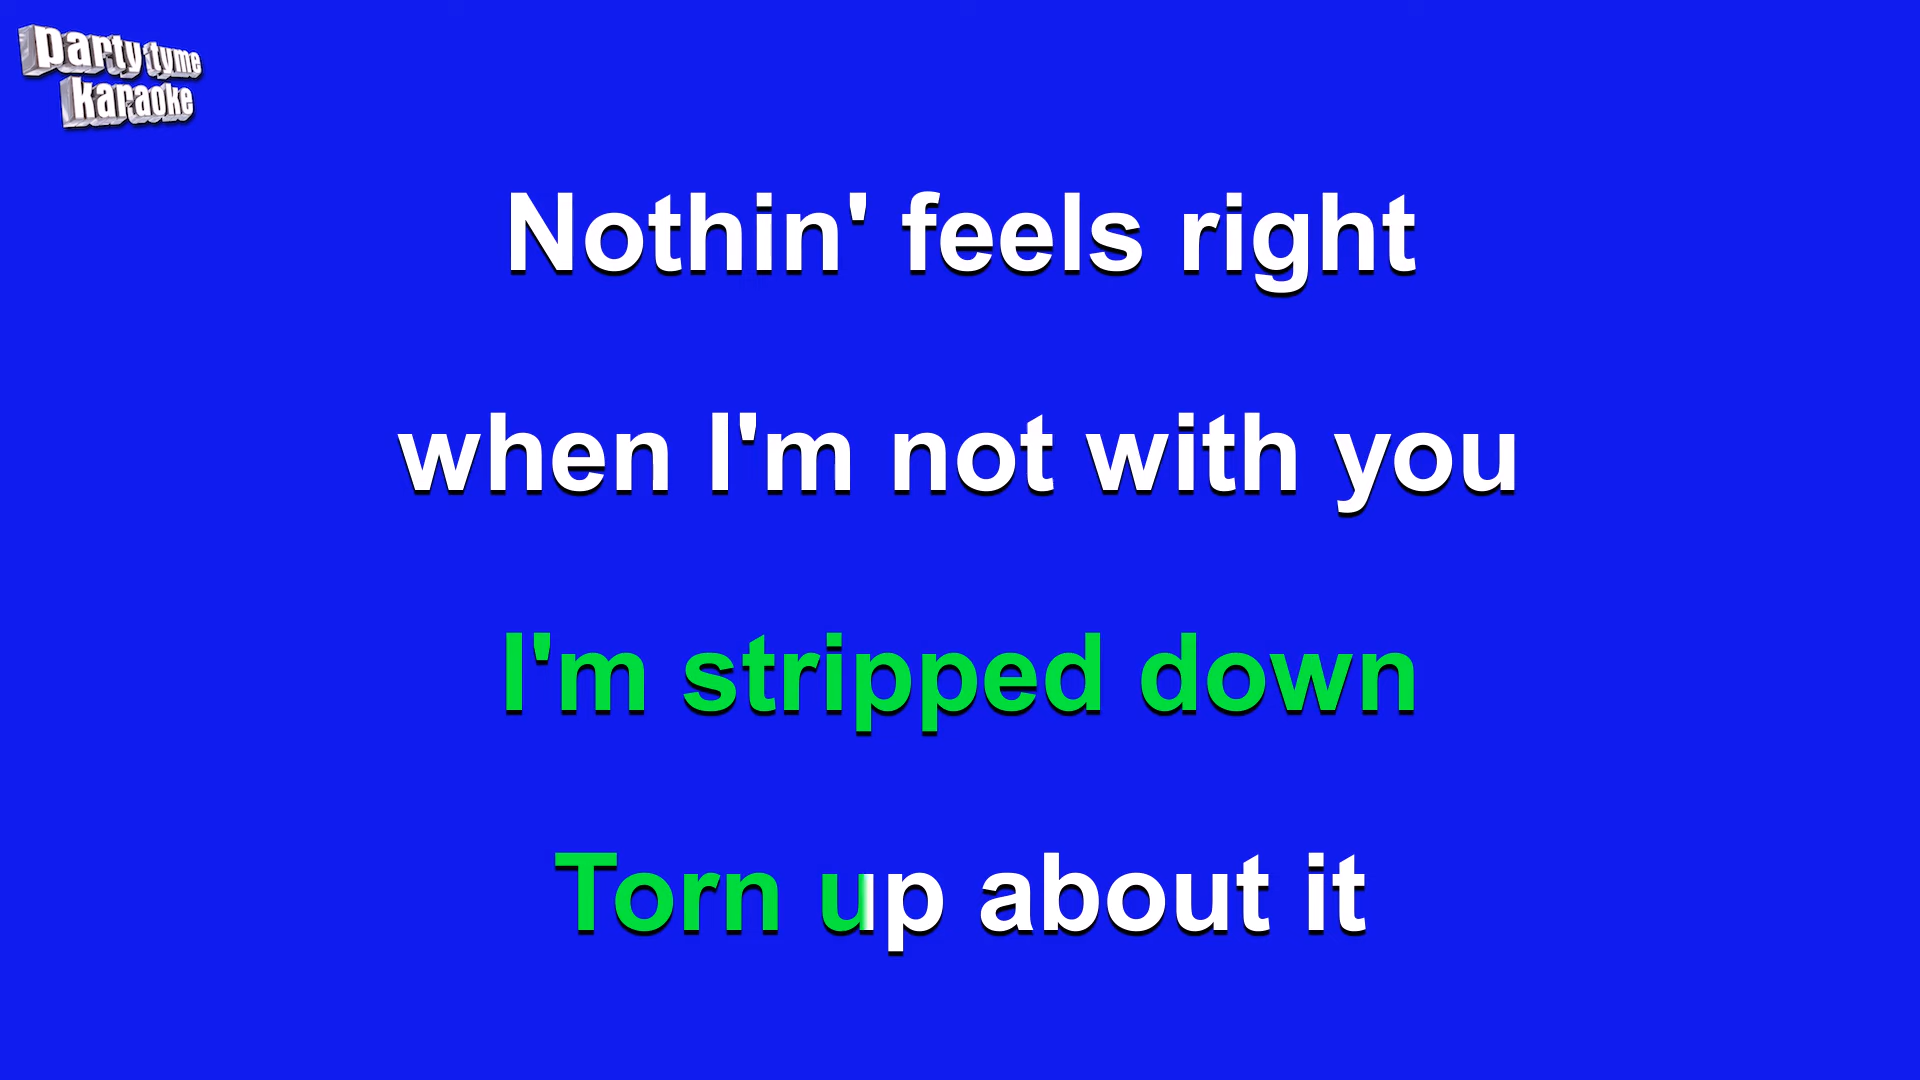 party tyme
karaoke
Nothin' feels right
when I'm not with you
I'm stripped down
Torn up about it